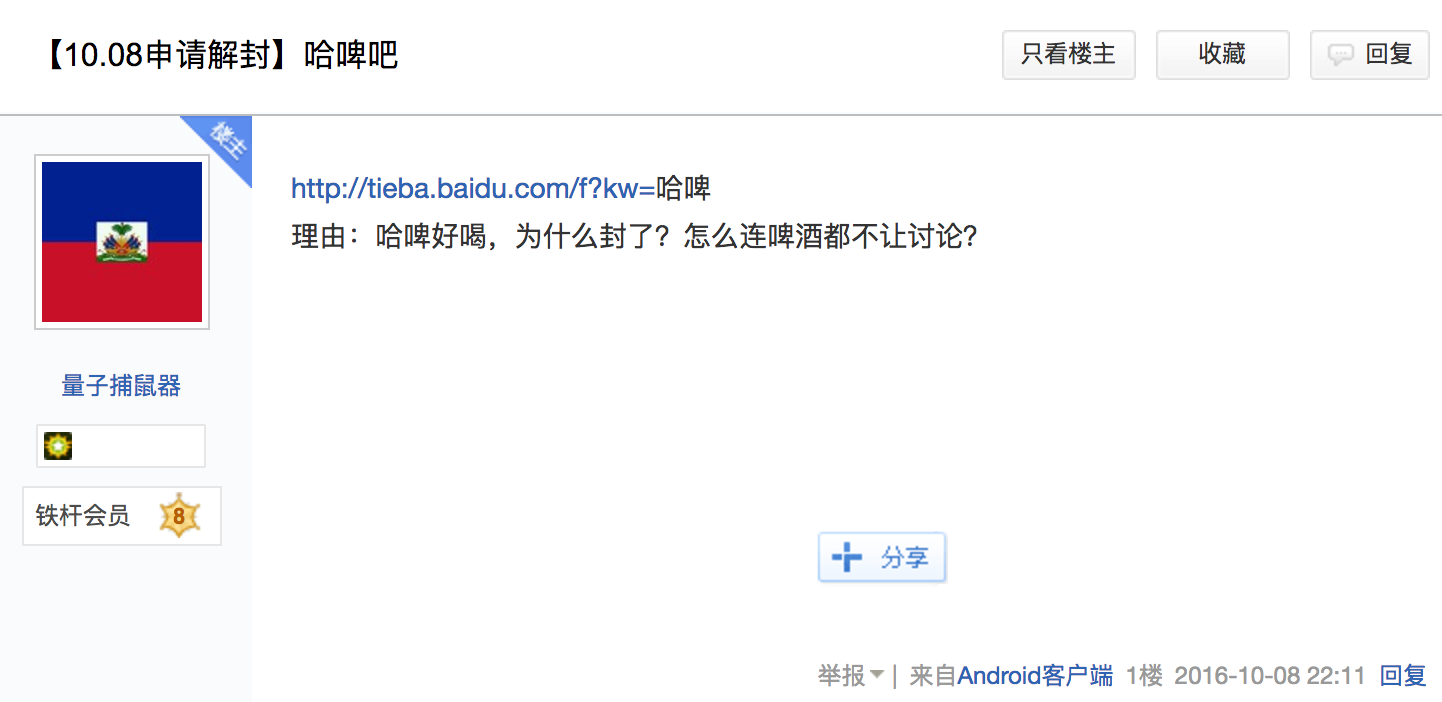 【10.08申请解封】哈啤吧
只看楼主
收藏
回复
楼主
http://tieba.baidu.com/f?kw=哈啤
理由：哈啤好喝，为什么封了？怎么连啤酒都不让讨论？
量子捕鼠器
铁杆会员 8
分享
举报 | 来自Android客户端 1楼 2016-10-08 22:11 回复